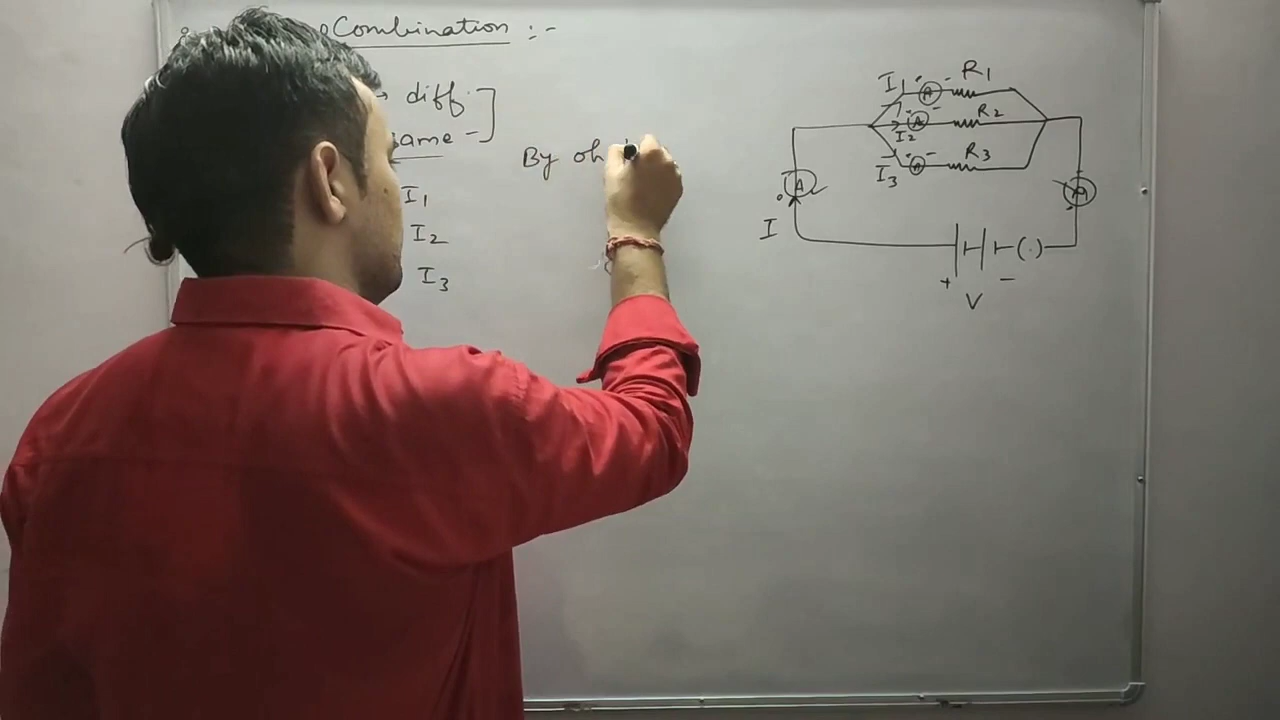 Combination :-
diff.
same -
By oh
I1
I2
I3
I1 A R1
I2 A R2
I3 A R3
A
A
I
+ -
V